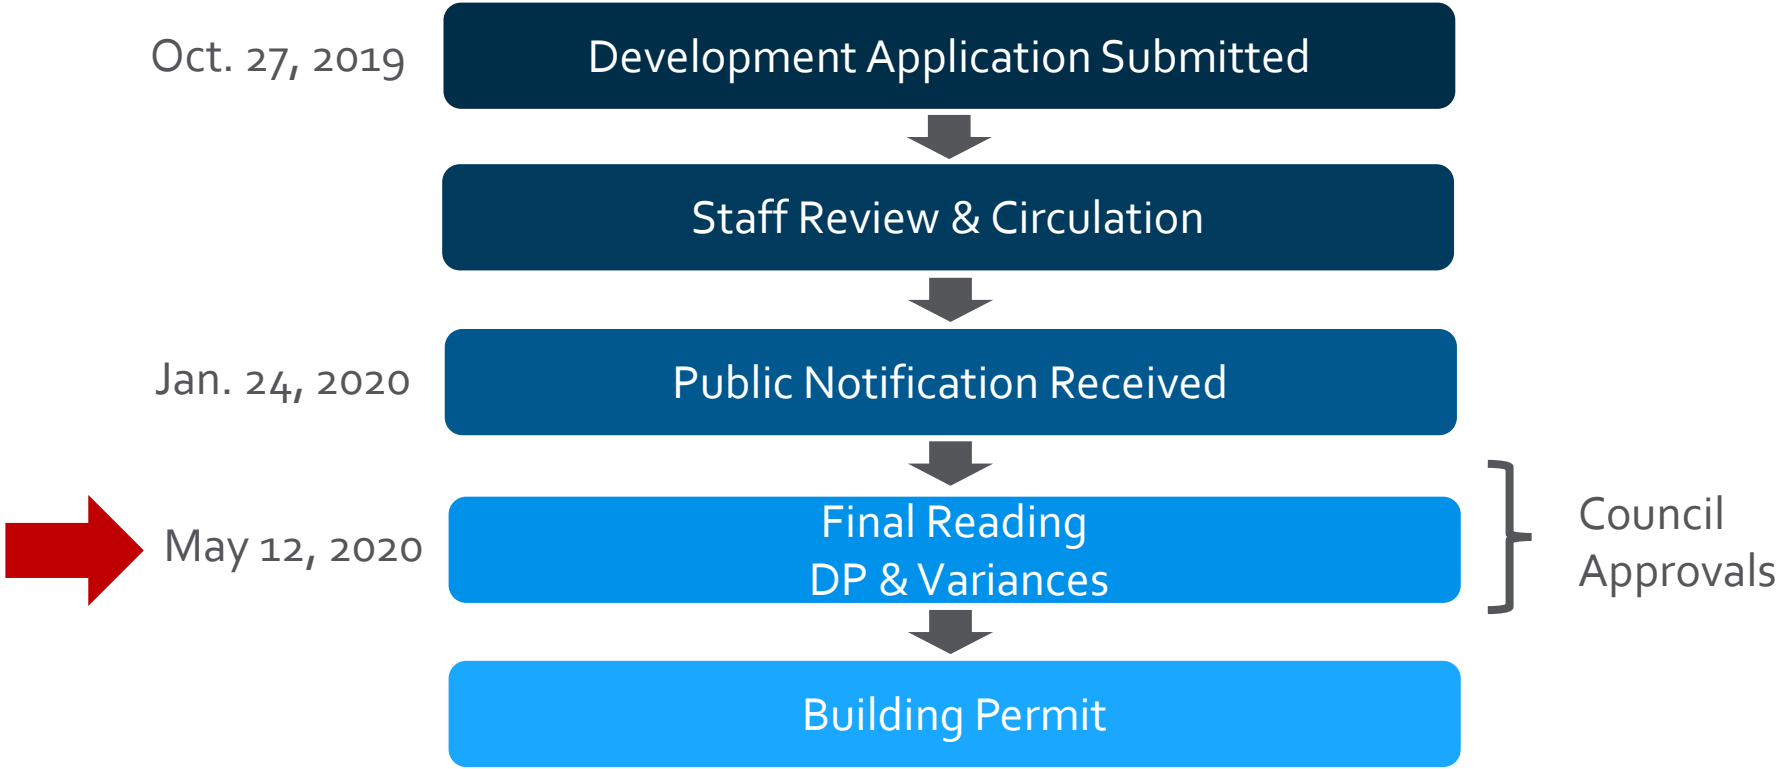 Oct. 27, 2019
Development Application Submitted
Staff Review & Circulation
Jan. 24, 2020
Public Notification Received
May 12, 2020
Final Reading
DP & Variances
Council
Approvals
Building Permit